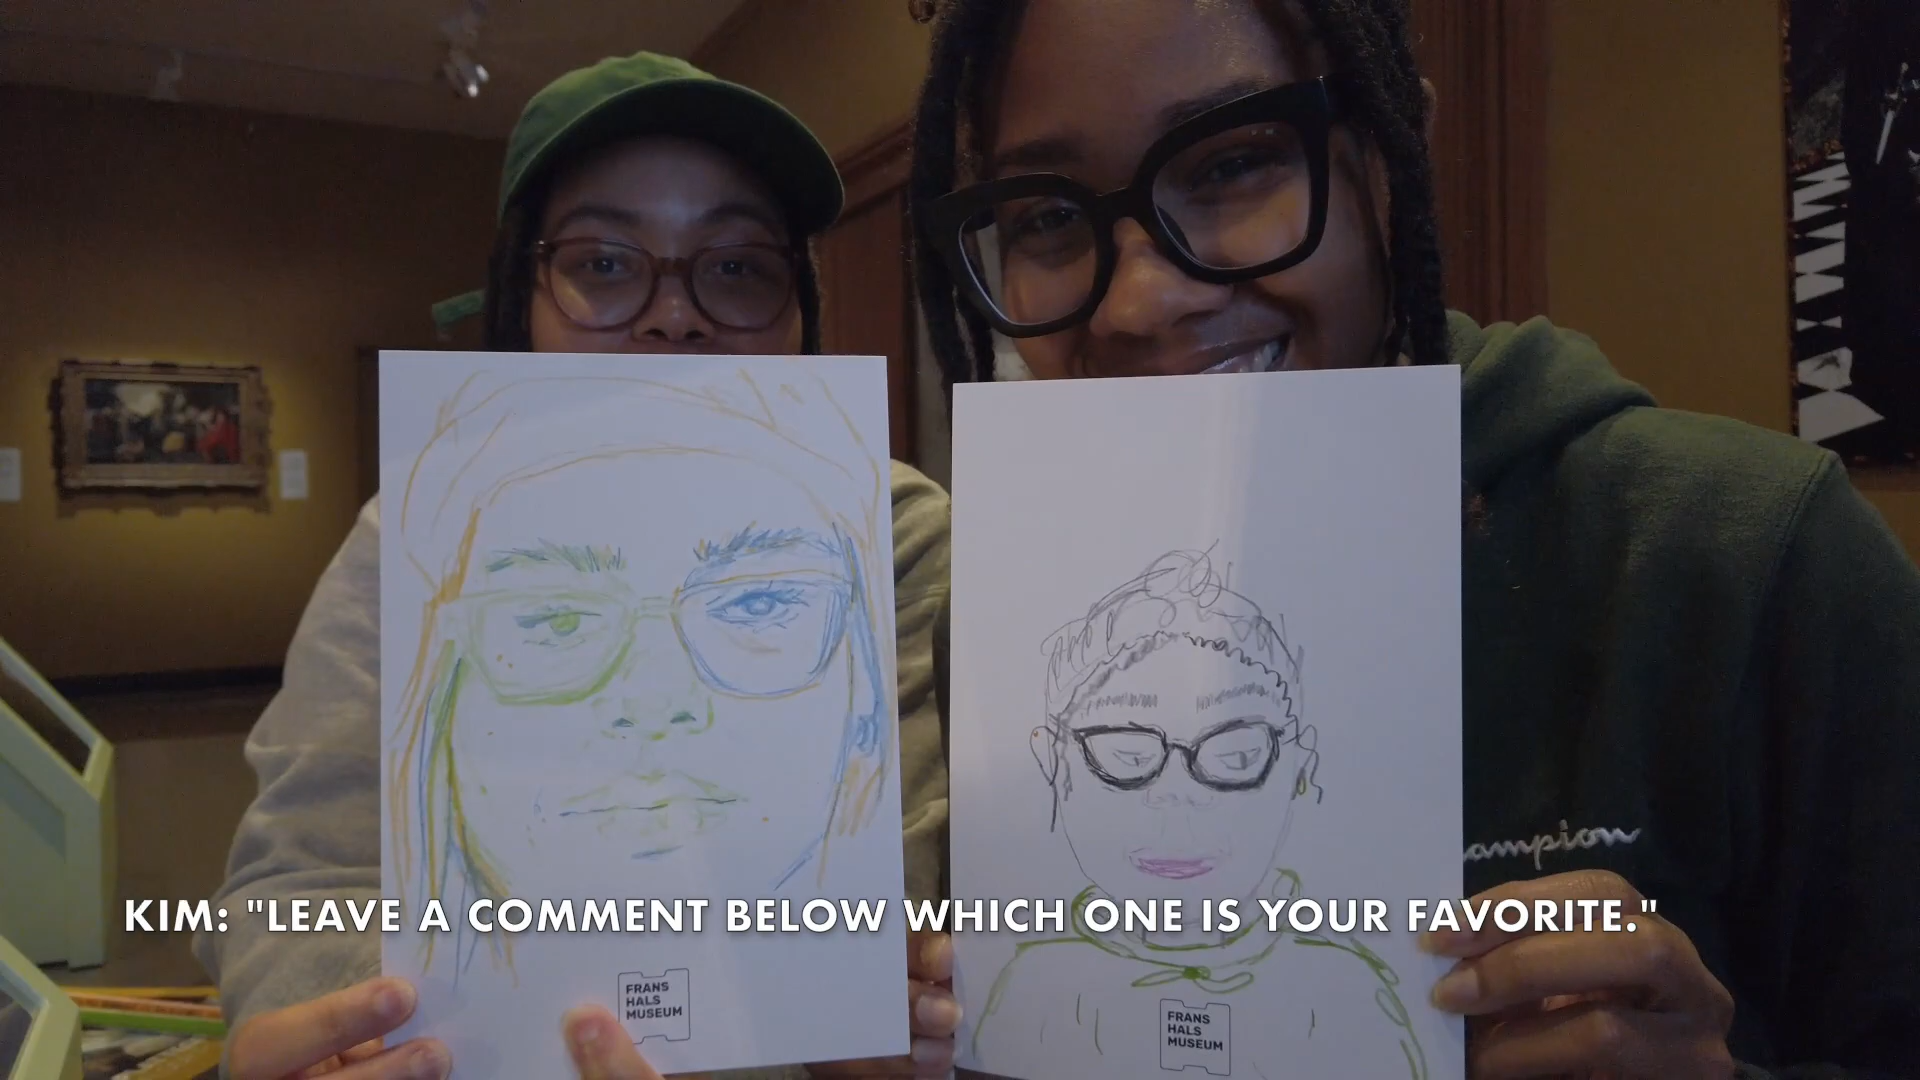 ampion
KIM: "LEAVE A COMMENT BELOW WHICH ONE IS YOUR FAVORITE."
FRANS
HALS
MUSEUM
FRANS
HALS
MUSEUM